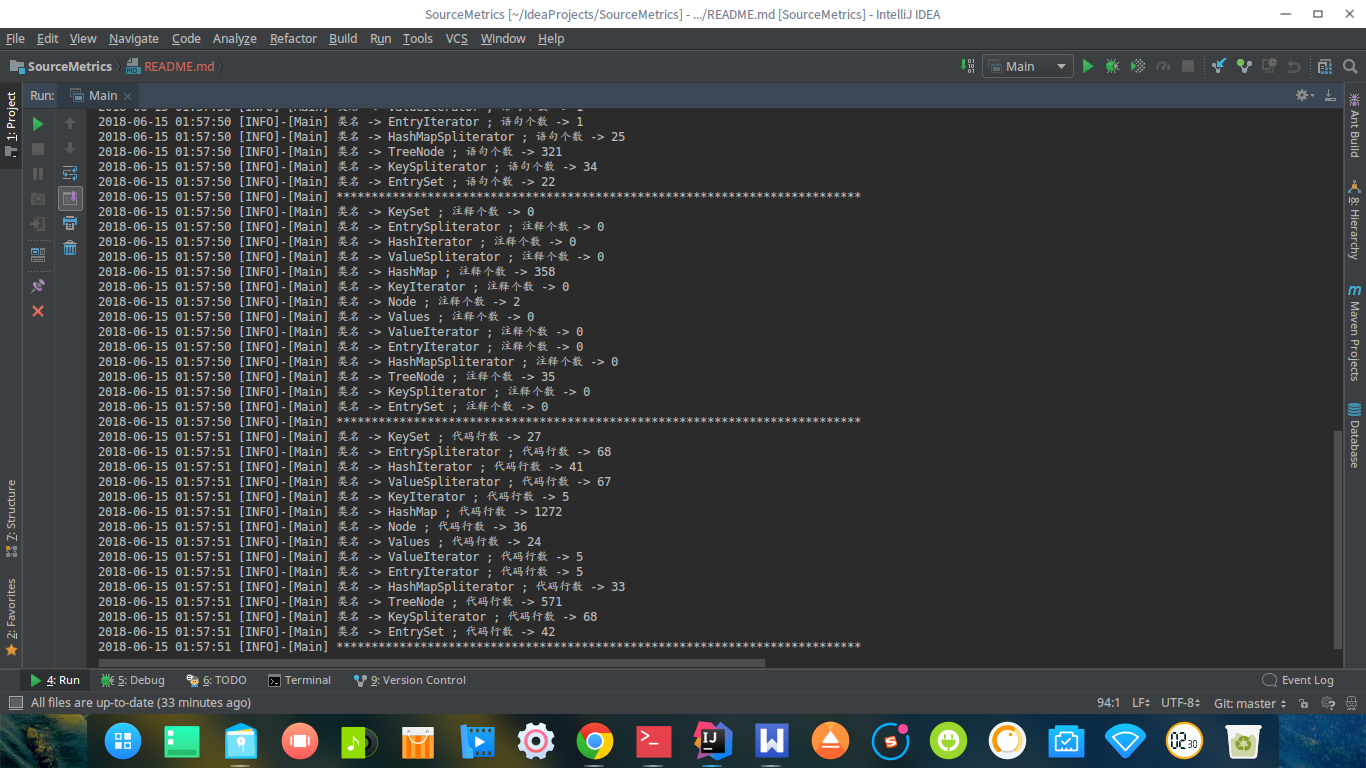 SourceMetrics [~/IdeaProjects/SourceMetrics] - .../README.md [SourceMetrics] - IntelliJ IDEA
File Edit View Navigate Code Analyze Refactor Build Run Tools VCS Window Help
SourceMetrics README.md Main
Run: Main
2018-06-15 01:57:50 [INFO]-[Main] 类名 -> ValueIterator ; 语句个数 -> 1
2018-06-15 01:57:50 [INFO]-[Main] 类名 -> EntryIterator ; 语句个数 -> 1
2018-06-15 01:57:50 [INFO]-[Main] 类名 -> HashMapSpliterator ; 语句个数 -> 25
2018-06-15 01:57:50 [INFO]-[Main] 类名 -> TreeNode ; 语句个数 -> 321
2018-06-15 01:57:50 [INFO]-[Main] 类名 -> KeySpliterator ; 语句个数 -> 34
2018-06-15 01:57:50 [INFO]-[Main] 类名 -> EntrySet ; 语句个数 -> 22
2018-06-15 01:57:50 [INFO]-[Main] ***************************************************************************
2018-06-15 01:57:50 [INFO]-[Main] 类名 -> KeySet ; 注释个数 -> 0
2018-06-15 01:57:50 [INFO]-[Main] 类名 -> EntrySpliterator ; 注释个数 -> 0
2018-06-15 01:57:50 [INFO]-[Main] 类名 -> HashIterator ; 注释个数 -> 0
2018-06-15 01:57:50 [INFO]-[Main] 类名 -> ValueSpliterator ; 注释个数 -> 0
2018-06-15 01:57:50 [INFO]-[Main] 类名 -> HashMap ; 注释个数 -> 358
2018-06-15 01:57:50 [INFO]-[Main] 类名 -> KeyIterator ; 注释个数 -> 0
2018-06-15 01:57:50 [INFO]-[Main] 类名 -> Node ; 注释个数 -> 2
2018-06-15 01:57:50 [INFO]-[Main] 类名 -> Values ; 注释个数 -> 0
2018-06-15 01:57:50 [INFO]-[Main] 类名 -> ValueIterator ; 注释个数 -> 0
2018-06-15 01:57:50 [INFO]-[Main] 类名 -> EntryIterator ; 注释个数 -> 0
2018-06-15 01:57:50 [INFO]-[Main] 类名 -> HashMapSpliterator ; 注释个数 -> 0
2018-06-15 01:57:50 [INFO]-[Main] 类名 -> TreeNode ; 注释个数 -> 35
2018-06-15 01:57:50 [INFO]-[Main] 类名 -> KeySpliterator ; 注释个数 -> 0
2018-06-15 01:57:50 [INFO]-[Main] 类名 -> EntrySet ; 注释个数 -> 0
2018-06-15 01:57:50 [INFO]-[Main] ***************************************************************************
2018-06-15 01:57:51 [INFO]-[Main] 类名 -> KeySet ; 代码行数 -> 27
2018-06-15 01:57:51 [INFO]-[Main] 类名 -> EntrySpliterator ; 代码行数 -> 68
2018-06-15 01:57:51 [INFO]-[Main] 类名 -> HashIterator ; 代码行数 -> 41
2018-06-15 01:57:51 [INFO]-[Main] 类名 -> ValueSpliterator ; 代码行数 -> 67
2018-06-15 01:57:51 [INFO]-[Main] 类名 -> KeyIterator ; 代码行数 -> 5
2018-06-15 01:57:51 [INFO]-[Main] 类名 -> HashMap ; 代码行数 -> 1272
2018-06-15 01:57:51 [INFO]-[Main] 类名 -> Node ; 代码行数 -> 36
2018-06-15 01:57:51 [INFO]-[Main] 类名 -> Values ; 代码行数 -> 24
2018-06-15 01:57:51 [INFO]-[Main] 类名 -> ValueIterator ; 代码行数 -> 5
2018-06-15 01:57:51 [INFO]-[Main] 类名 -> EntryIterator ; 代码行数 -> 5
2018-06-15 01:57:51 [INFO]-[Main] 类名 -> HashMapSpliterator ; 代码行数 -> 33
2018-06-15 01:57:51 [INFO]-[Main] 类名 -> TreeNode ; 代码行数 -> 571
2018-06-15 01:57:51 [INFO]-[Main] 类名 -> KeySpliterator ; 代码行数 -> 68
2018-06-15 01:57:51 [INFO]-[Main] 类名 -> EntrySet ; 代码行数 -> 42
2018-06-15 01:57:51 [INFO]-[Main] ***************************************************************************
1: Project
7: Structure
2: Favorites
Ant Build
8: Hierarchy
Maven Projects
Database
4: Run 5: Debug 6: TODO Terminal 9: Version Control Event Log
All files are up-to-date (33 minutes ago) 94:1 LF UTF-8 Git: master
02 30